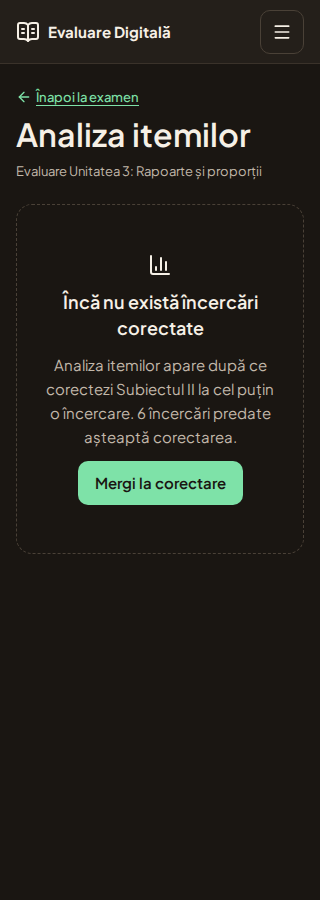 Evaluare Digitală
Înapoi la examen
Analiza itemilor
Evaluare Unitatea 3: Rapoarte și proporții
Încă nu există încercări
corectate
Analiza itemilor apare după ce
corectezi Subiectul II la cel puțin
o încercare. 6 încercări predate
așteaptă corectarea.
Mergi la corectare